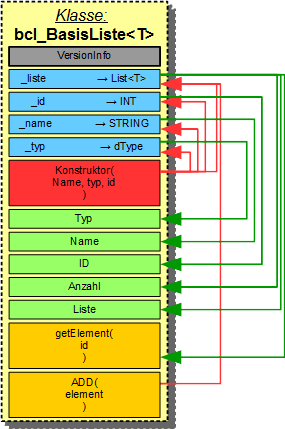 Klasse:
bcl_BasisListe<T>
VersionInfo
_liste → List<T>
_id → INT
_name → STRING
_typ → dType
Konstruktor(
Name, typ, id
)
Typ
Name
ID
Anzahl
Liste
getElement(
id
)
ADD(
element
)